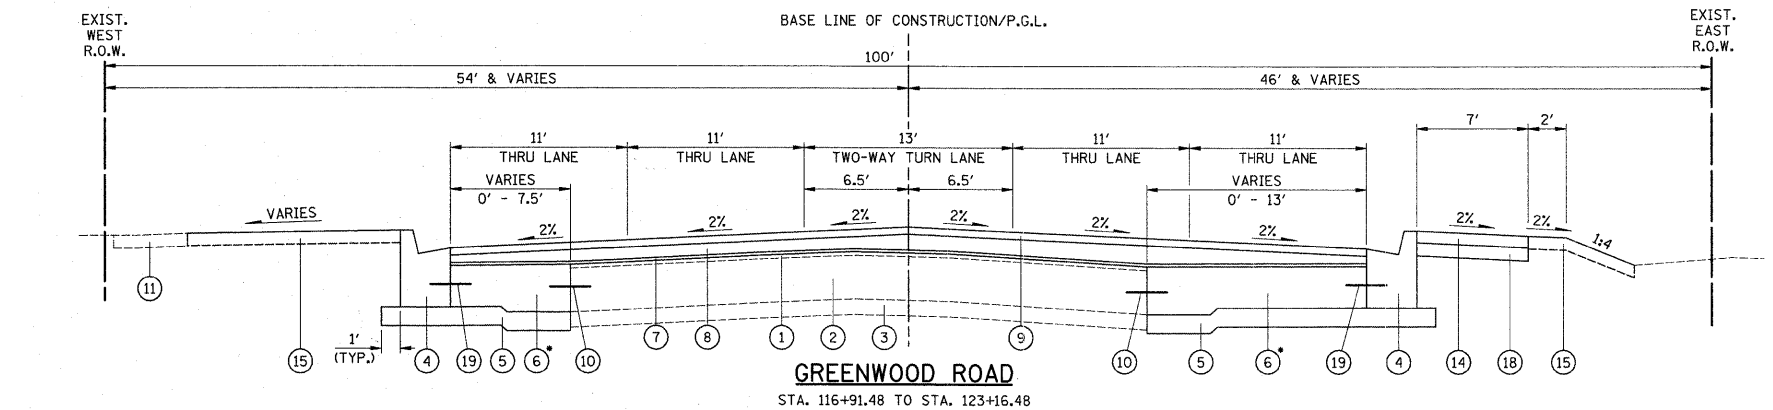 EXIST.
WEST
R.O.W.
BASE LINE OF CONSTRUCTION/P.G.L.
EXIST.
EAST
R.O.W.
100'
54' & VARIES
46' & VARIES
11'
THRU LANE
11'
THRU LANE
13'
TWO-WAY TURN LANE
11'
THRU LANE
11'
THRU LANE
7'
2'
VARIES
0' - 7.5'
6.5'
6.5'
VARIES
0' - 13'
VARIES
2%
2%
2%
2%
2%
2%
2%
2%
1:4
11
1'
(TYP.)
15
4
19
5
6*
10
7
8
1
2
3
9
10
5
6*
19
4
14
18
15
GREENWOOD ROAD
STA. 116+91.48 TO STA. 123+16.48